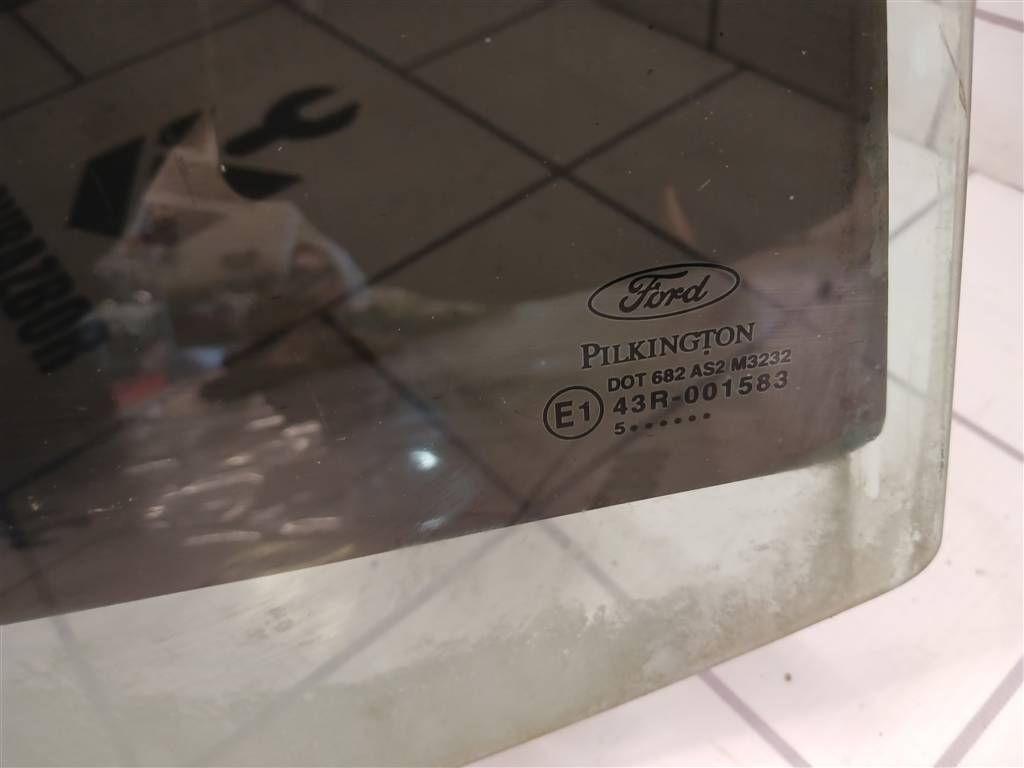 Ford
PILKINGTON
DOT 682 AS2 M3232
E1 43R-001583
5••••••